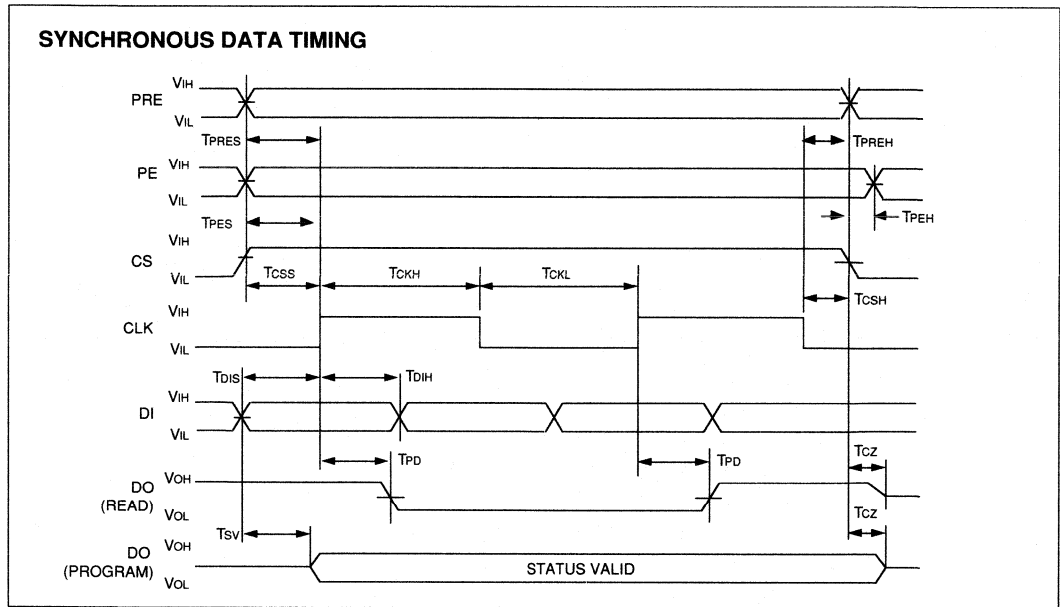 SYNCHRONOUS DATA TIMING
VIH
PRE
VIL
TPRES
TPREH
VIH
PE
VIL
TPES
TPEH
VIH
CS
VIL
TCSS
TCKH
TCKL
TCSH
VIH
CLK
VIL
TDIS
TDIH
VIH
DI
VIL
TPD
TPD
TCZ
VOH
DO
(READ)
VOL
TSV
TCZ
VOH
DO
(PROGRAM)
STATUS VALID
VOL